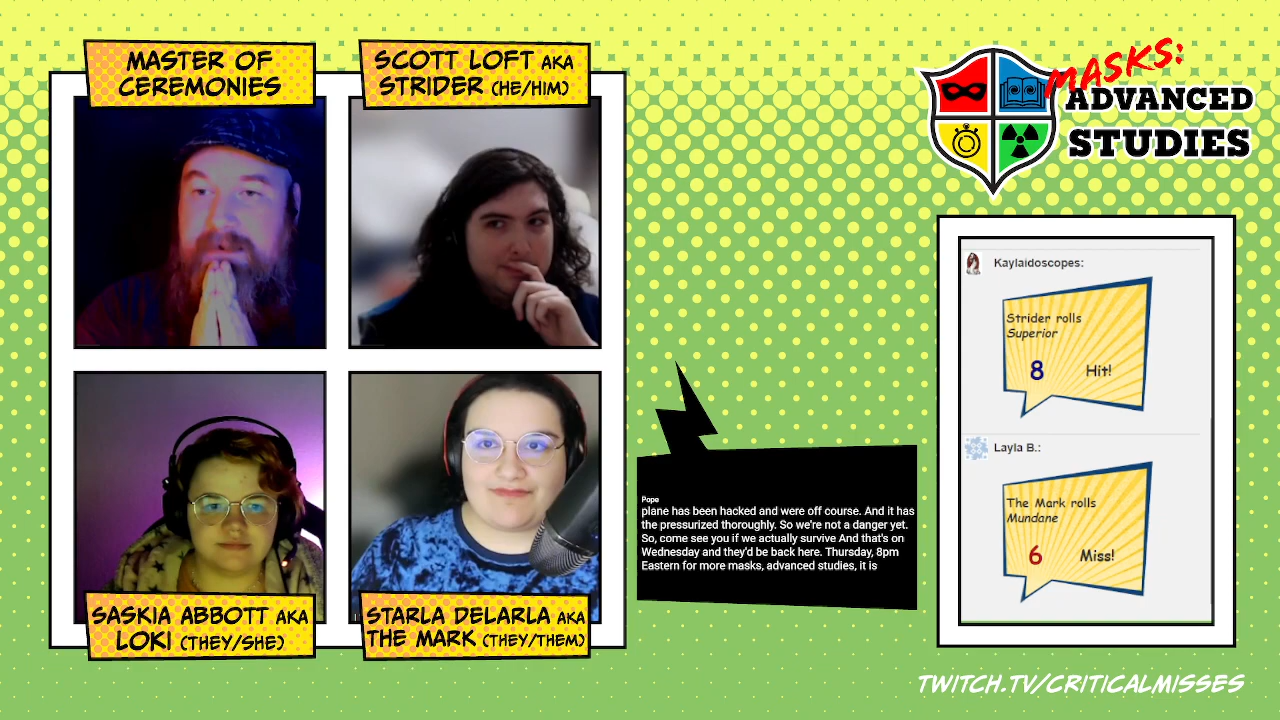 MASTER OF
CEREMONIES
SCOTT LOFT AKA
STRIDER (HE/HIM)
SASKIA ABBOTT AKA
LOKI (THEY/SHE)
STARLA DELARLA AKA
THE MARK (THEY/THEM)
Pope
plane has been hacked and were off course. And it has
the pressurized thoroughly. So we're not a danger yet.
So, come see you if we actually survive And that's on
Wednesday and they'd be back here. Thursday, 8pm
Eastern for more masks, advanced studies, it is
MASKS:
ADVANCED
STUDIES
Kaylaidoscopes:
Strider rolls
Superior
8 Hit!
Layla B.:
The Mark rolls
Mundane
6 Miss!
TWITCH.TV/CRITICALMISSES